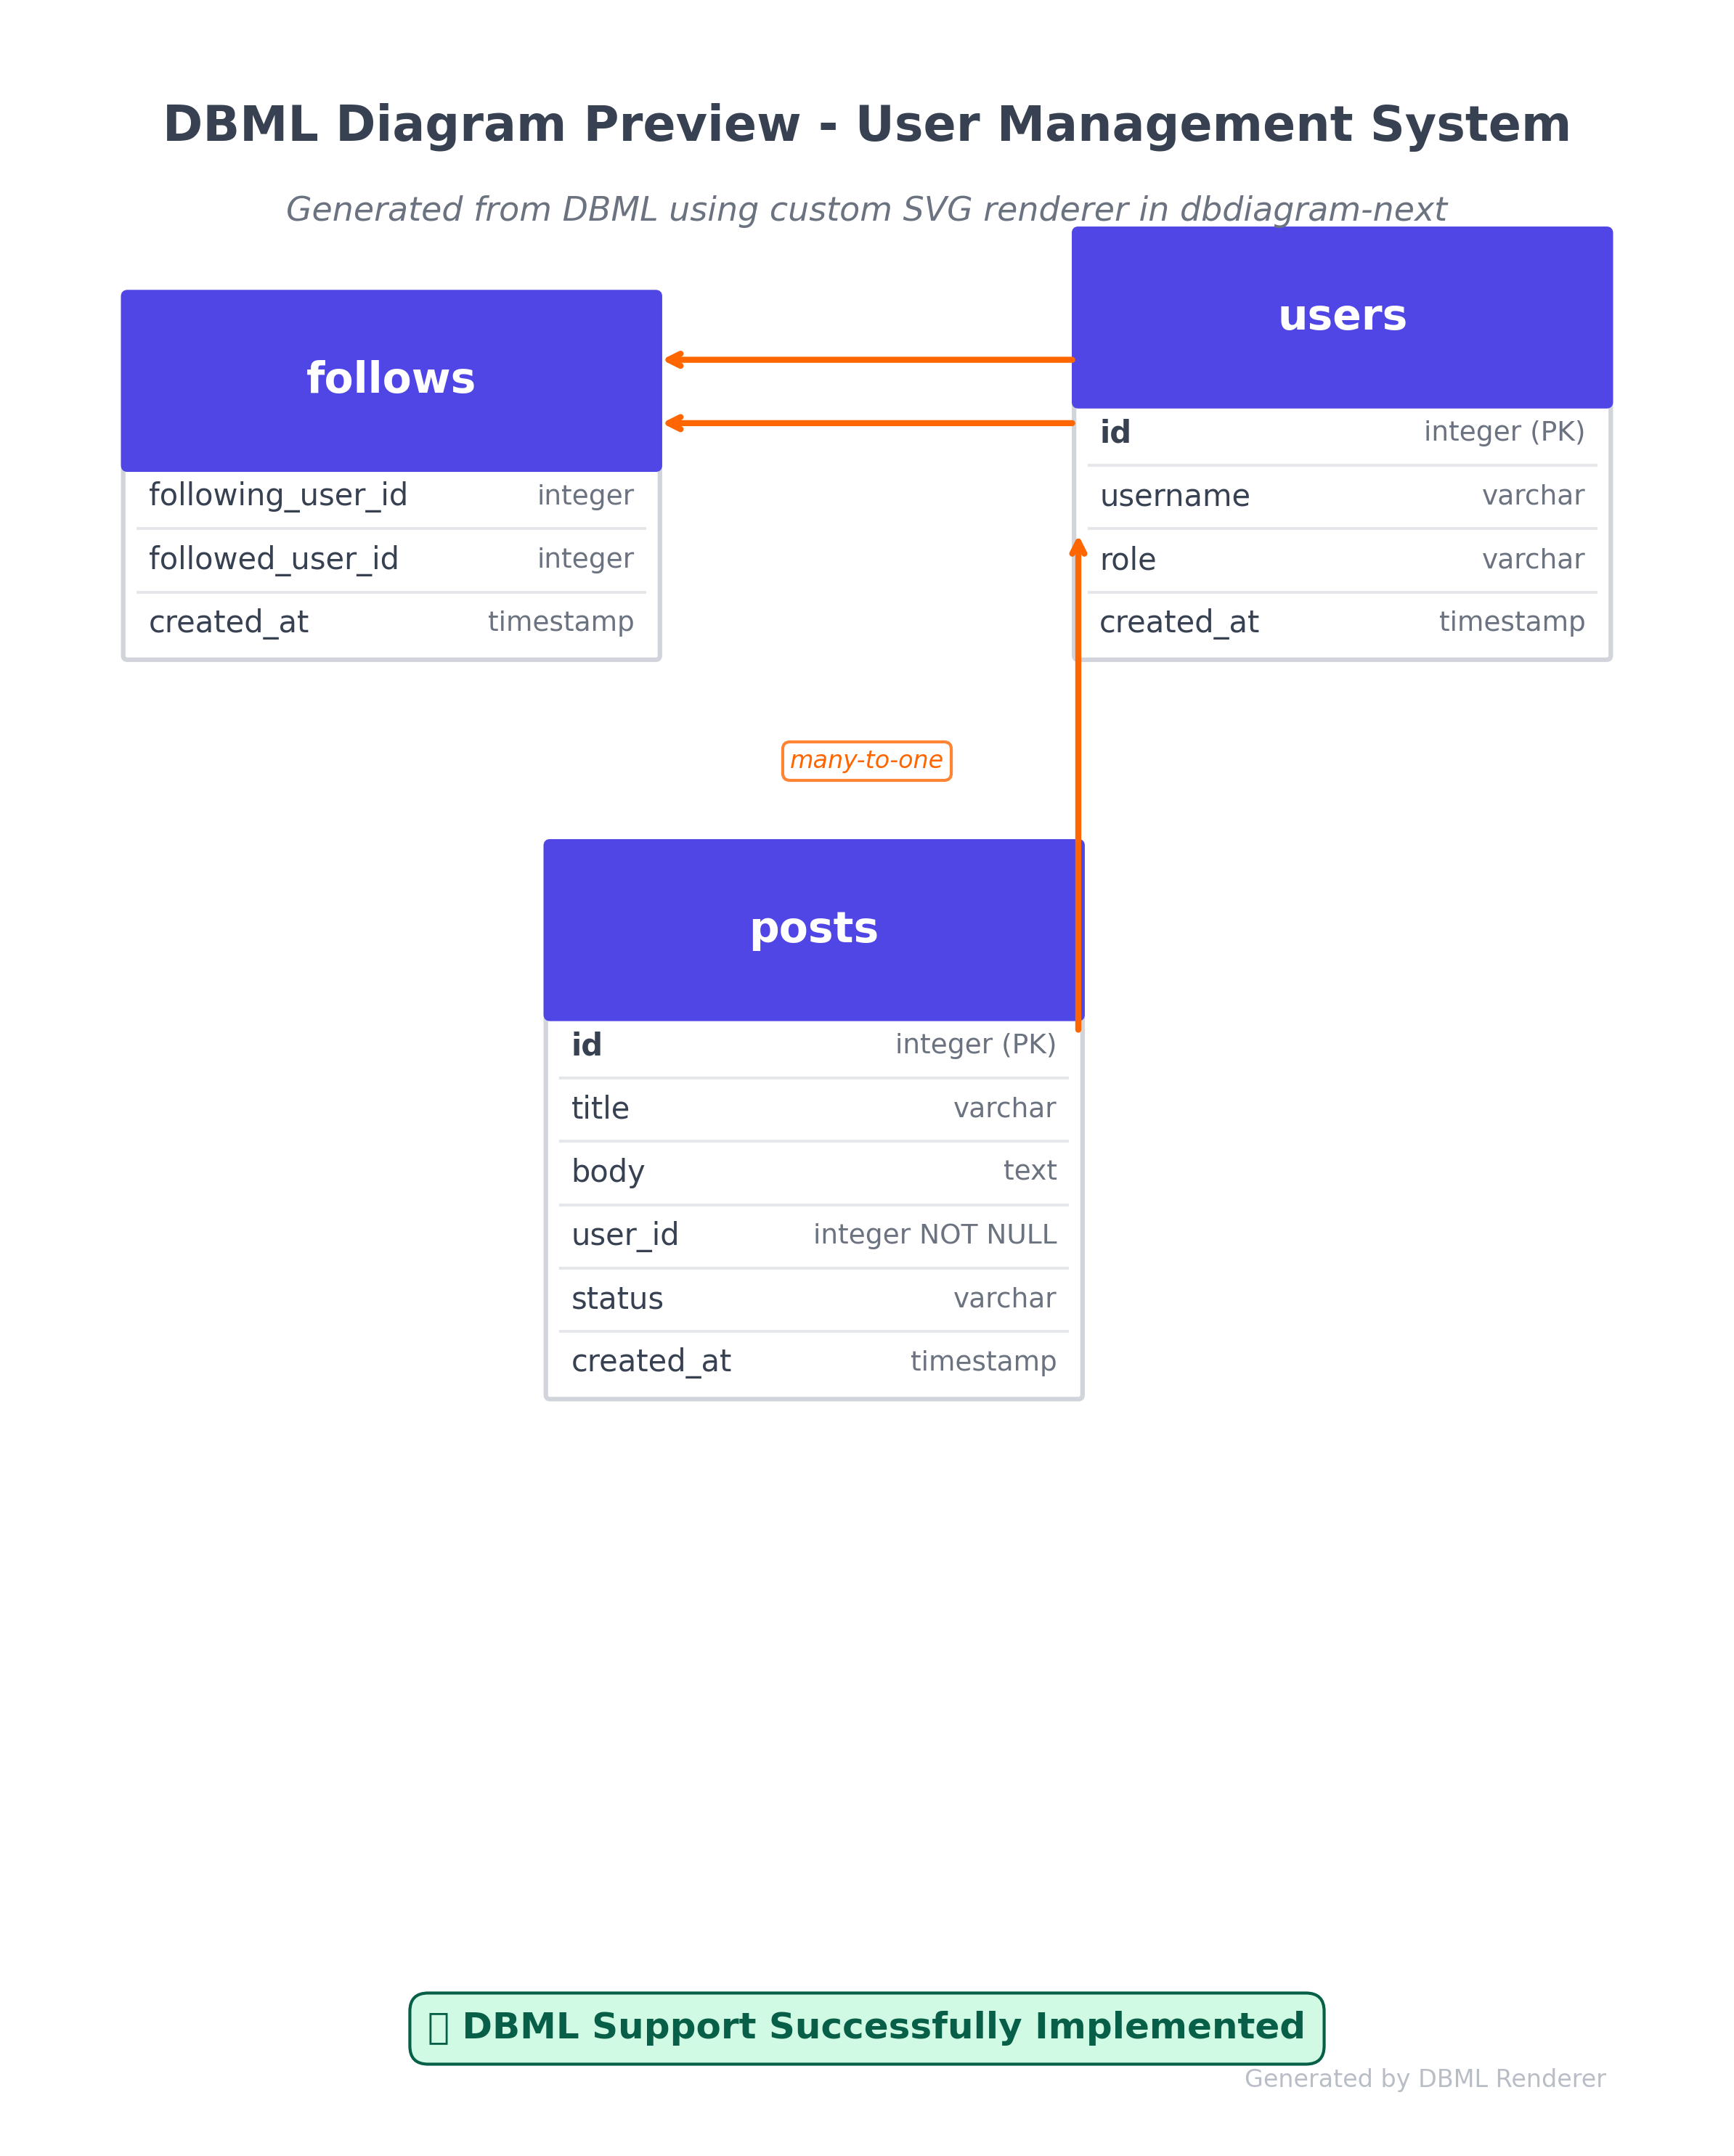 DBML Diagram Preview - User Management System
Generated from DBML using custom SVG renderer in dbdiagram-next
follows
following_user_id integer
followed_user_id integer
created_at timestamp
users
id integer (PK)
username varchar
role varchar
created_at timestamp
many-to-one
posts
id integer (PK)
title varchar
body text
user_id integer NOT NULL
status varchar
created_at timestamp
DBML Support Successfully Implemented
Generated by DBML Renderer